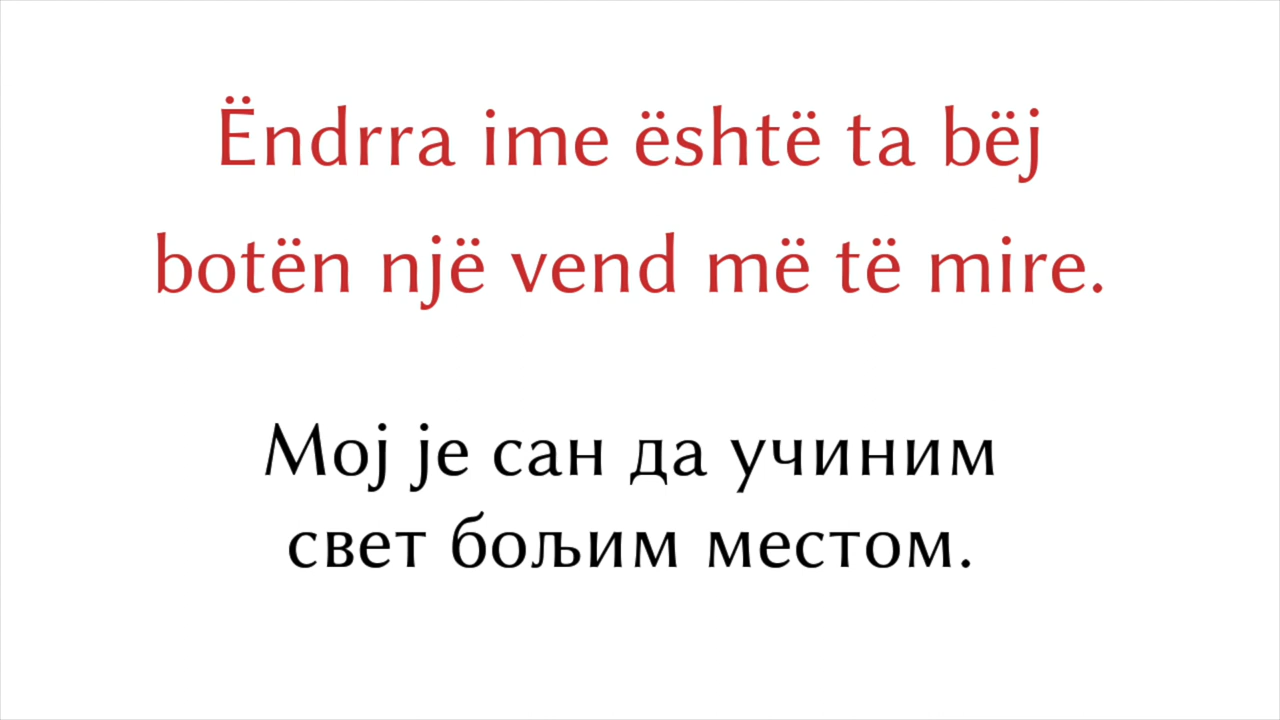 Ëndrra ime është ta bëj
botën një vend më të mire.
Мој је сан да учиним
свет бољим местом.